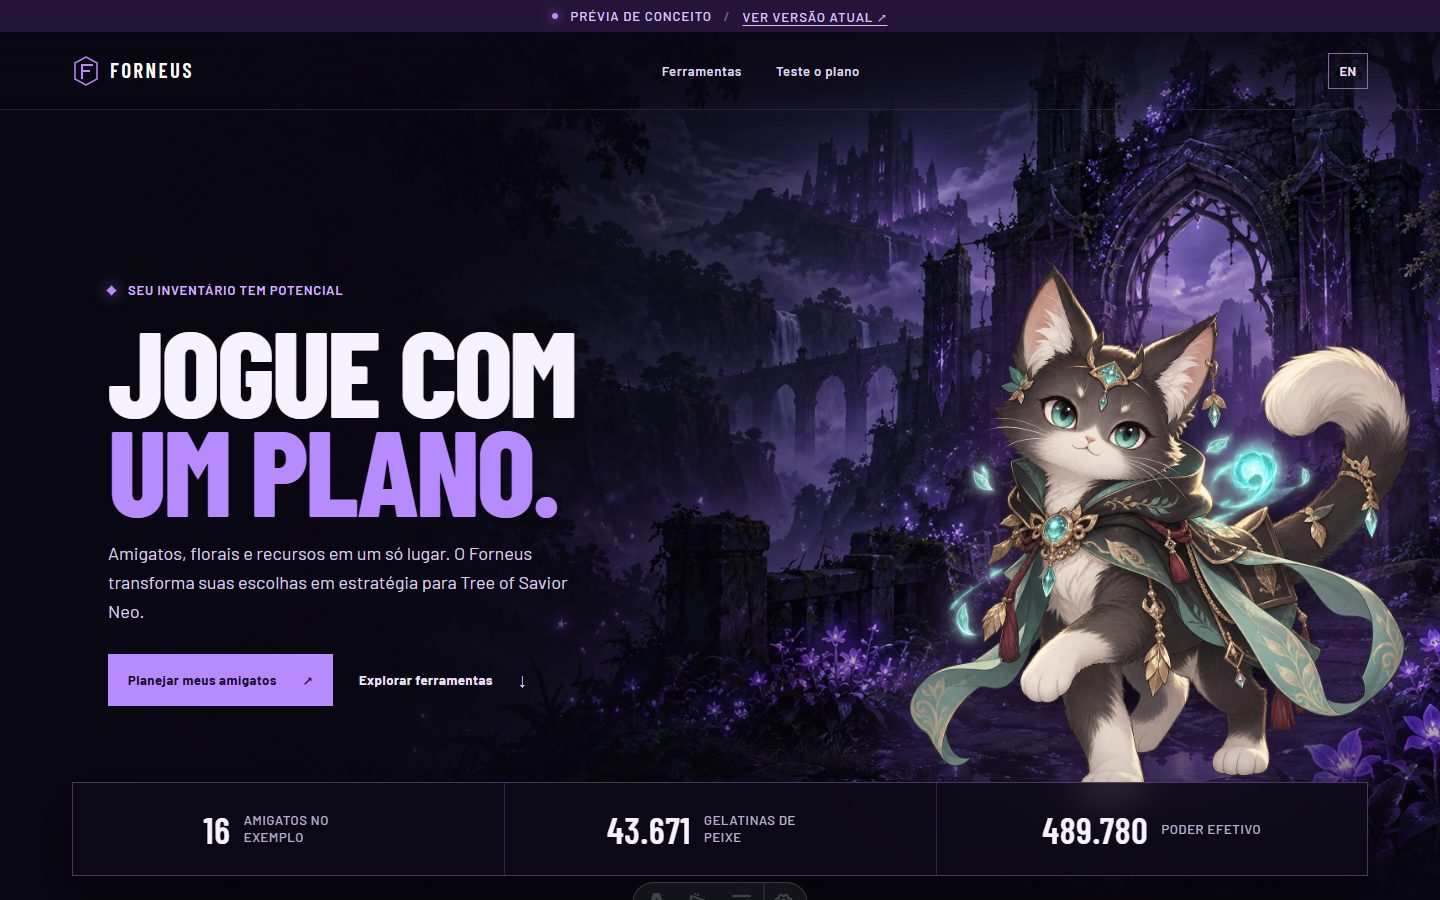 PRÉVIA DE CONCEITO / VER VERSÃO ATUAL ↗
FORNEUS
Ferramentas
Teste o plano
EN
SEU INVENTÁRIO TEM POTENCIAL
JOGUE COM
UM PLANO.
Amigatos, florais e recursos em um só lugar. O Forneus
transforma suas escolhas em estratégia para Tree of Savior
Neo.
Planejar meus amigatos ↗
Explorar ferramentas ↓
16 AMIGATOS NO
EXEMPLO
43.671 GELATINAS DE
PEIXE
489.780 PODER EFETIVO